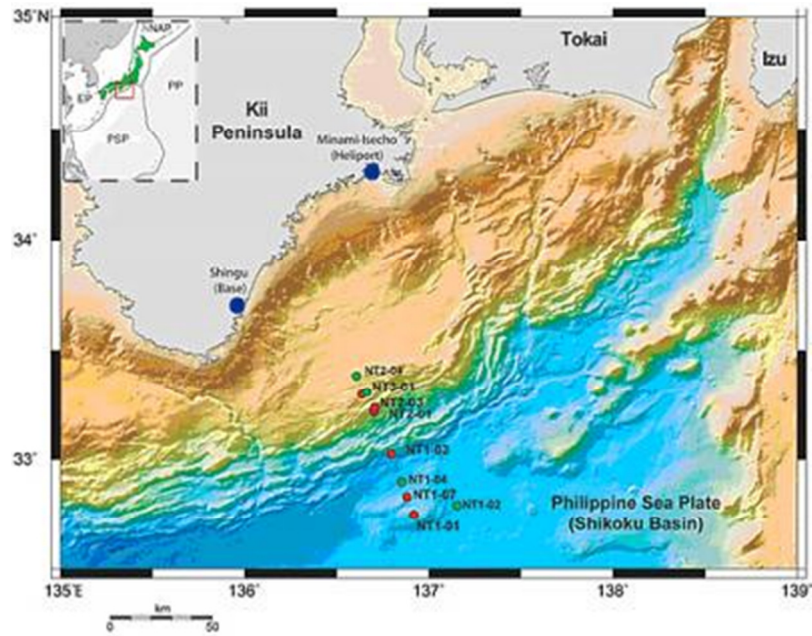 35°N
NAP
PP
EP
PSP
Tokai
Izu
Kii
Peninsula
Minami-Isecho
(Heliport)
34°
Shingu
(Base)
NT2-04
NT3-01
NT2-03
NT2-01
33°
NT1-03
NT1-04
NT1-07
NT1-02
NT1-01
Philippine Sea Plate
(Shikoku Basin)
135°E
136°
137°
138°
139°
km
0
50